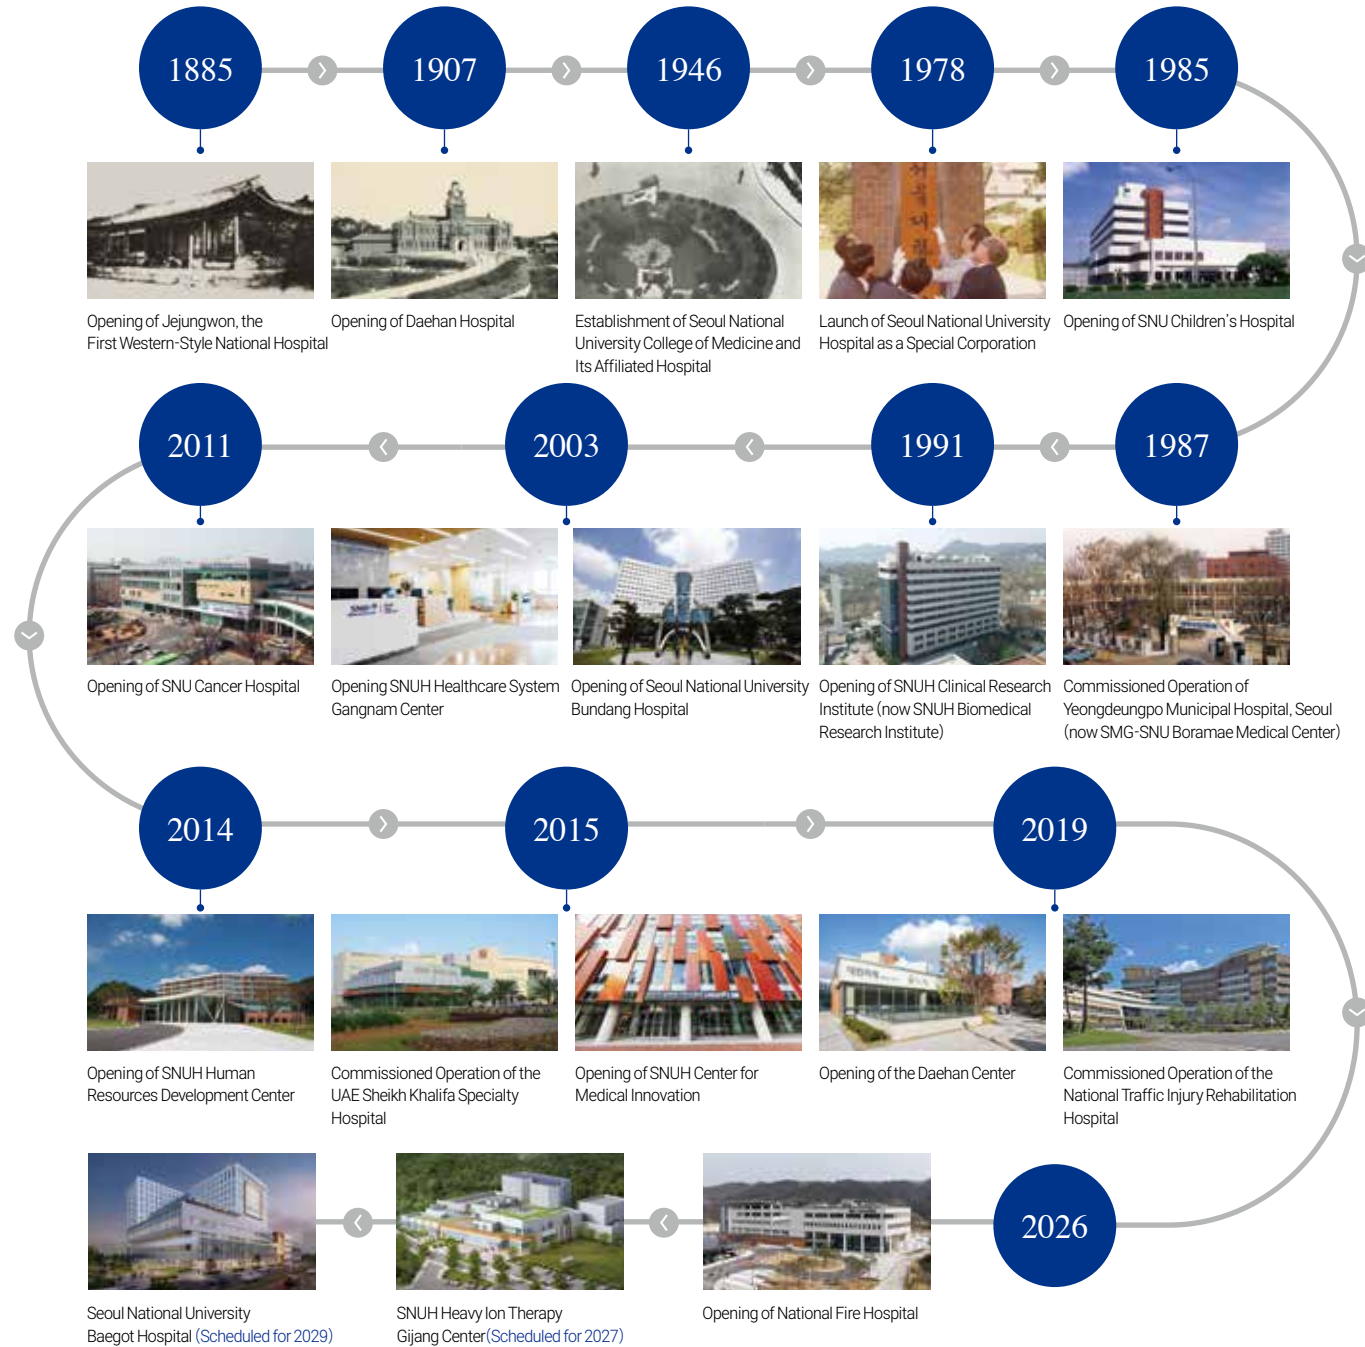 1885
1907
1946
1978
1985
Opening of Jejungwon, the
First Western-Style National Hospital
Opening of Daehan Hospital
Establishment of Seoul National
University College of Medicine and
Its Affiliated Hospital
Launch of Seoul National University
Hospital as a Special Corporation
Opening of SNU Children's Hospital
1987
1991
2003
2011
Commissioned Operation of
Yeongdeungpo Municipal Hospital, Seoul
(now SMG-SNU Boramae Medical Center)
Opening of SNUH Clinical Research
Institute (now SNUH Biomedical
Research Institute)
Opening of Seoul National University
Bundang Hospital
Opening SNUH Healthcare System
Gangnam Center
Opening of SNU Cancer Hospital
2014
2015
2019
Opening of SNUH Human
Resources Development Center
Commissioned Operation of the
UAE Sheikh Khalifa Specialty
Hospital
Opening of SNUH Center for
Medical Innovation
Opening of the Daehan Center
Commissioned Operation of the
National Traffic Injury Rehabilitation
Hospital
2026
Opening of National Fire Hospital
SNUH Heavy Ion Therapy
Gijang Center(Scheduled for 2027)
Seoul National University
Baegot Hospital (Scheduled for 2029)